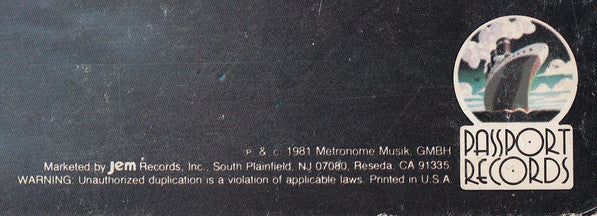 P. & C. 1981 Metronome Musik, GMBH
Marketed by jem Records, Inc., South Plainfield, NJ 07080, Reseda, CA 91335.
WARNING: Unauthorized duplication is a violation of applicable laws. Printed in U.S.A.
PASSPORT
RECORDS